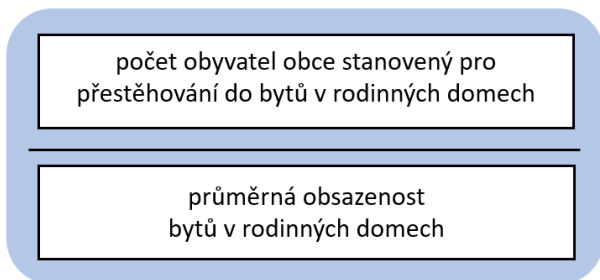 počet obyvatel obce stanovený pro
přestěhování do bytů v rodinných domech
průměrná obsazenost
bytů v rodinných domech